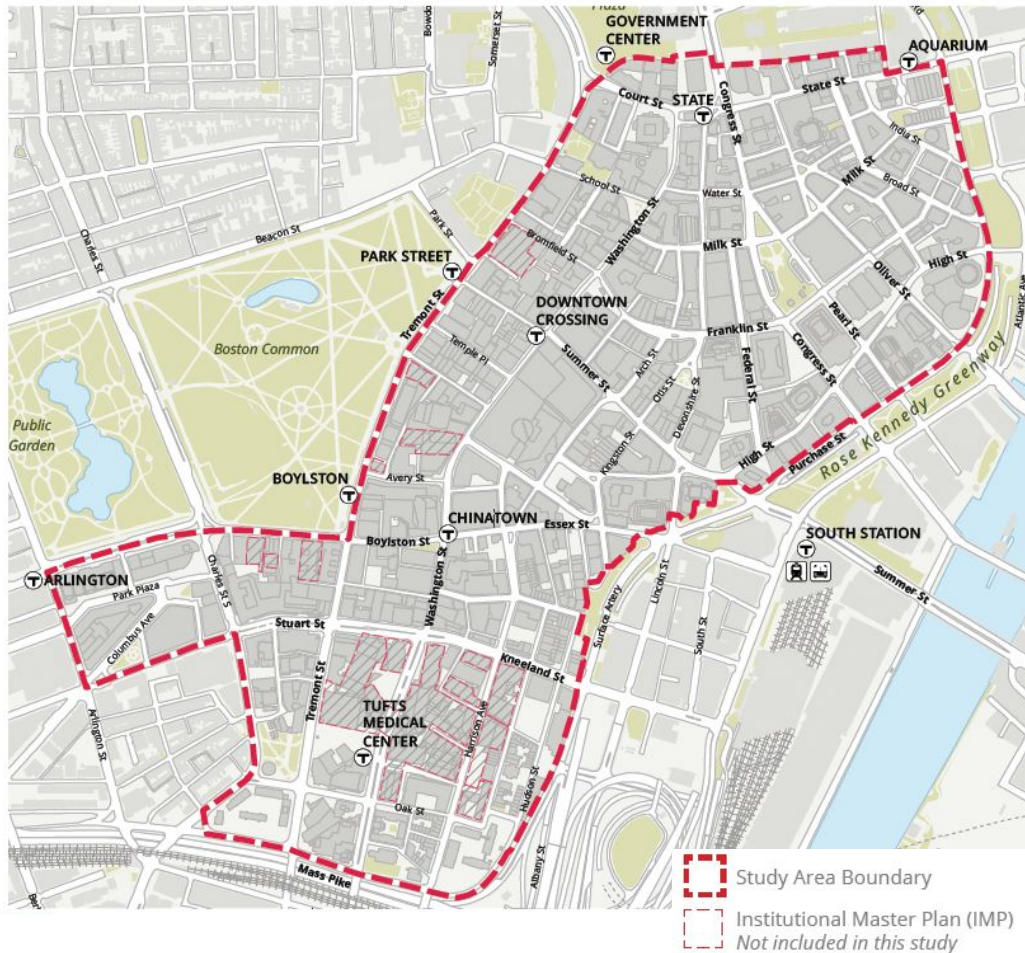 Plaza
GOVERNMENT
CENTER
Bowdo
Somerset St
AQUARIUM
Court St
STATE
State St
Congress St
India St
School St
Milk St
Broad St
Water St
Park St
Beacon St
Charles St
Bromfield St
Washington St
Milk St
PARK STREET
High St
Oliver St
Tremont St
DOWNTOWN
CROSSING
Atlantic Ave
Pearl St
Franklin St
Boston Common
Temple Pl
Summer St
Arch St
Congress St
Federal St
Otis St
Devonshire St
Rose Kennedy Greenway
Public
Garden
Kingston St
High St
Purchase St
Avery St
BOYLSTON
CHINATOWN
Essex St
Boylston St
SOUTH STATION
ARLINGTON
Park Plaza
Charles St S
Washington St
Lincoln St
Surface Artery
Summer St
Columbus Ave
Stuart St
South St
Kneeland St
Arlington St
Tremont St
TUFTS
MEDICAL
CENTER
Harrison Ave
Hudson St
Oak St
Albany St
Mass Pike
Study Area Boundary
Institutional Master Plan (IMP)
Not included in this study